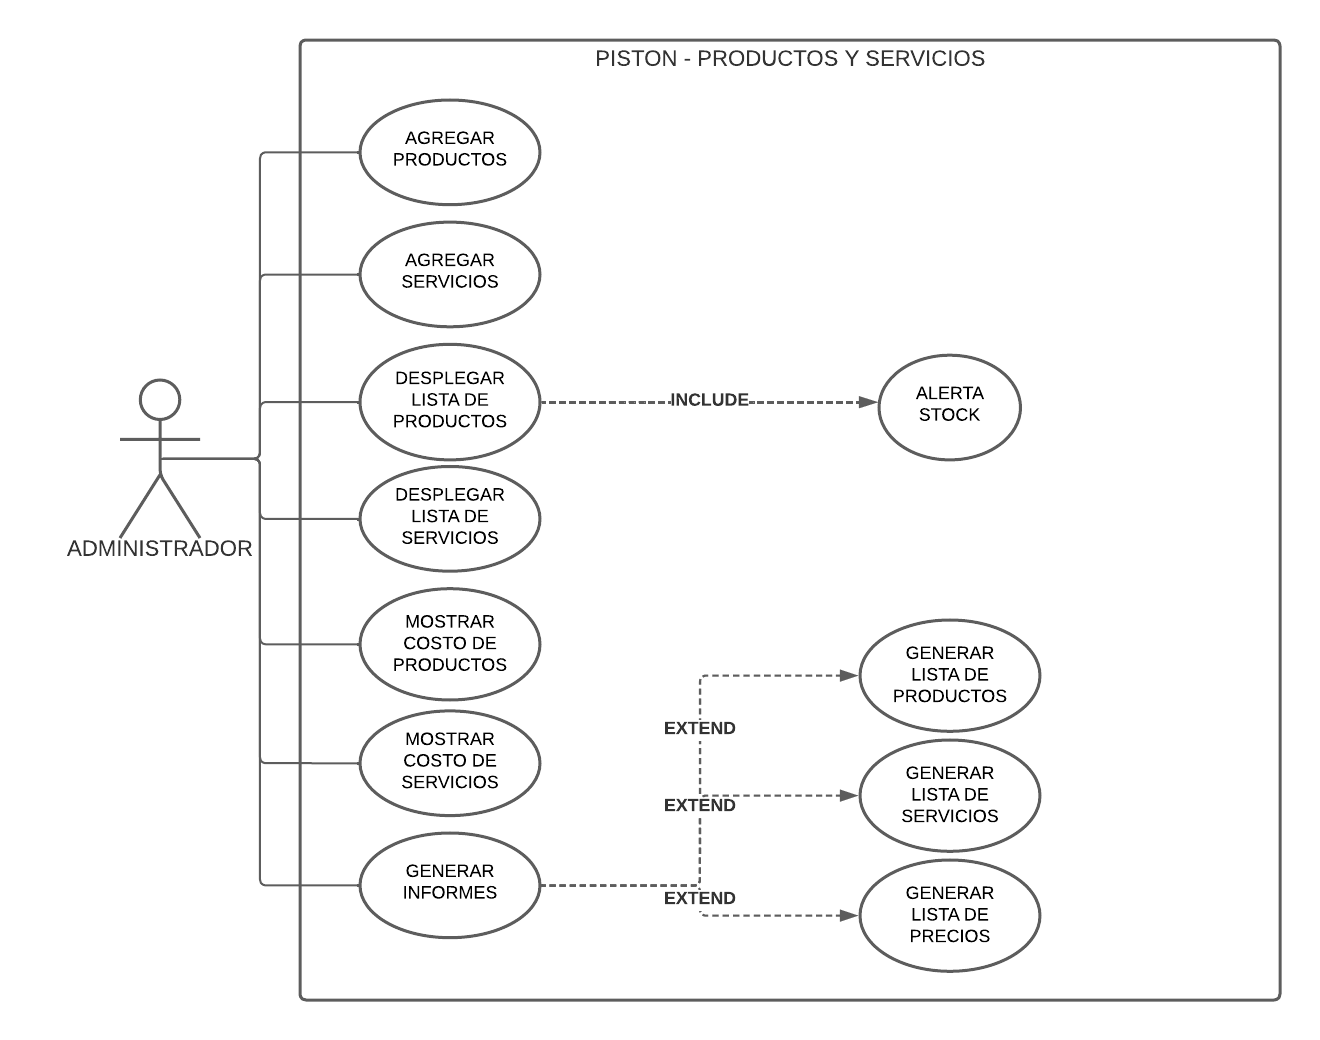 PISTON - PRODUCTOS Y SERVICIOS
AGREGAR
PRODUCTOS
AGREGAR
SERVICIOS
DESPLEGAR
LISTA DE
PRODUCTOS
INCLUDE
ALERTA
STOCK
DESPLEGAR
LISTA DE
SERVICIOS
ADMINISTRADOR
MOSTRAR
COSTO DE
PRODUCTOS
MOSTRAR
COSTO DE
SERVICIOS
GENERAR
INFORMES
EXTEND
GENERAR
LISTA DE
PRODUCTOS
EXTEND
GENERAR
LISTA DE
SERVICIOS
EXTEND
GENERAR
LISTA DE
PRECIOS